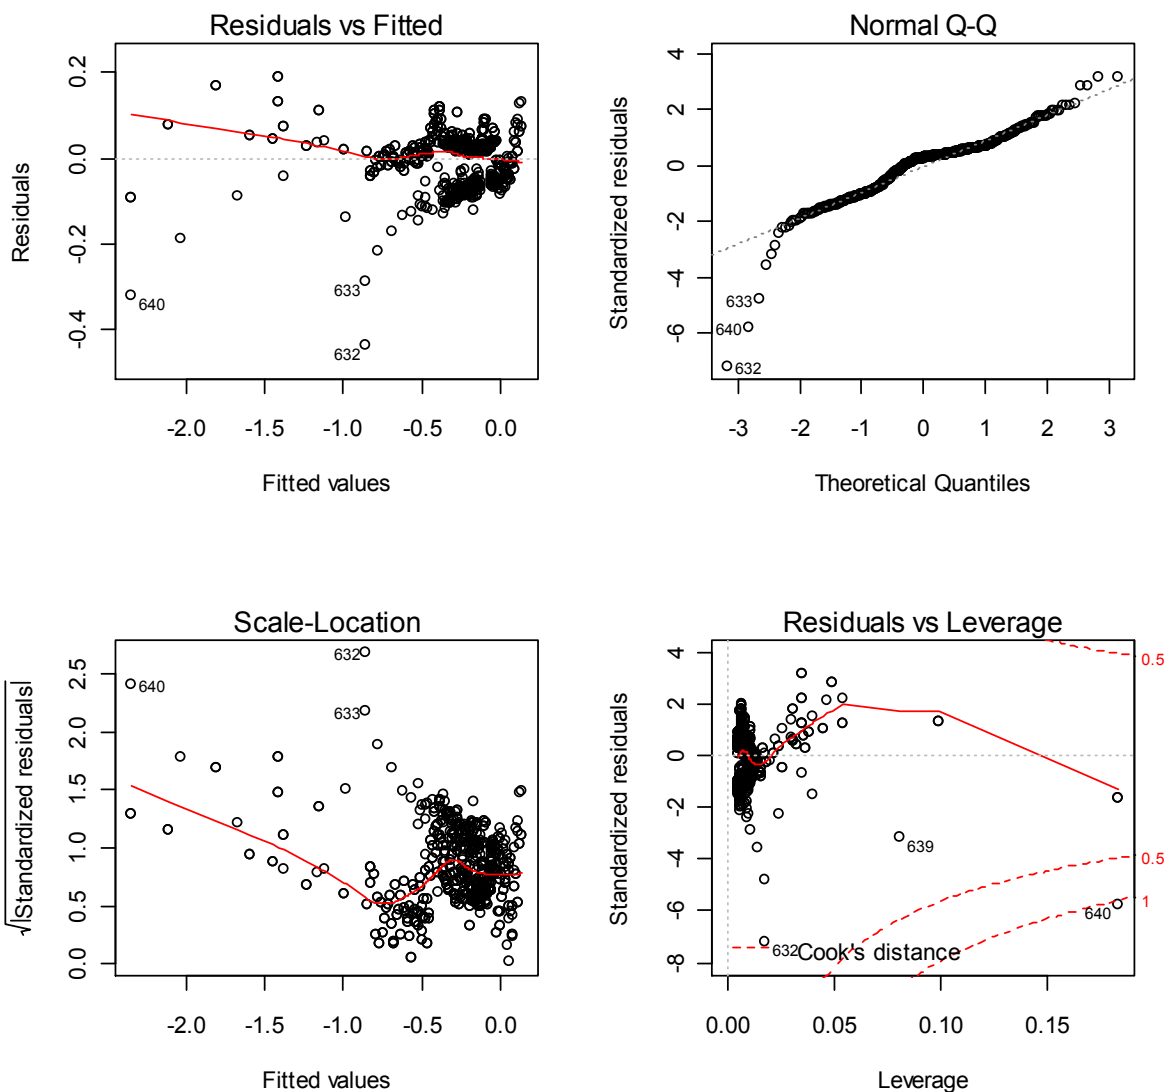 Residuals vs Fitted
Residuals
0.2
0.0
-0.2
-0.4
640
633
632
-2.0 -1.5 -1.0 -0.5 0.0
Fitted values
Normal Q-Q
Standardized residuals
4
2
0
-2
-4
-6
633
640
632
-3 -2 -1 0 1 2 3
Theoretical Quantiles
Scale-Location
√|Standardized residuals|
2.5
2.0
1.5
1.0
0.5
0.0
632
640
633
-2.0 -1.5 -1.0 -0.5 0.0
Fitted values
Residuals vs Leverage
Standardized residuals
4
2
0
-2
-4
-6
-8
0.5
639
0.5
1
640
632
Cook's distance
0.00 0.05 0.10 0.15
Leverage